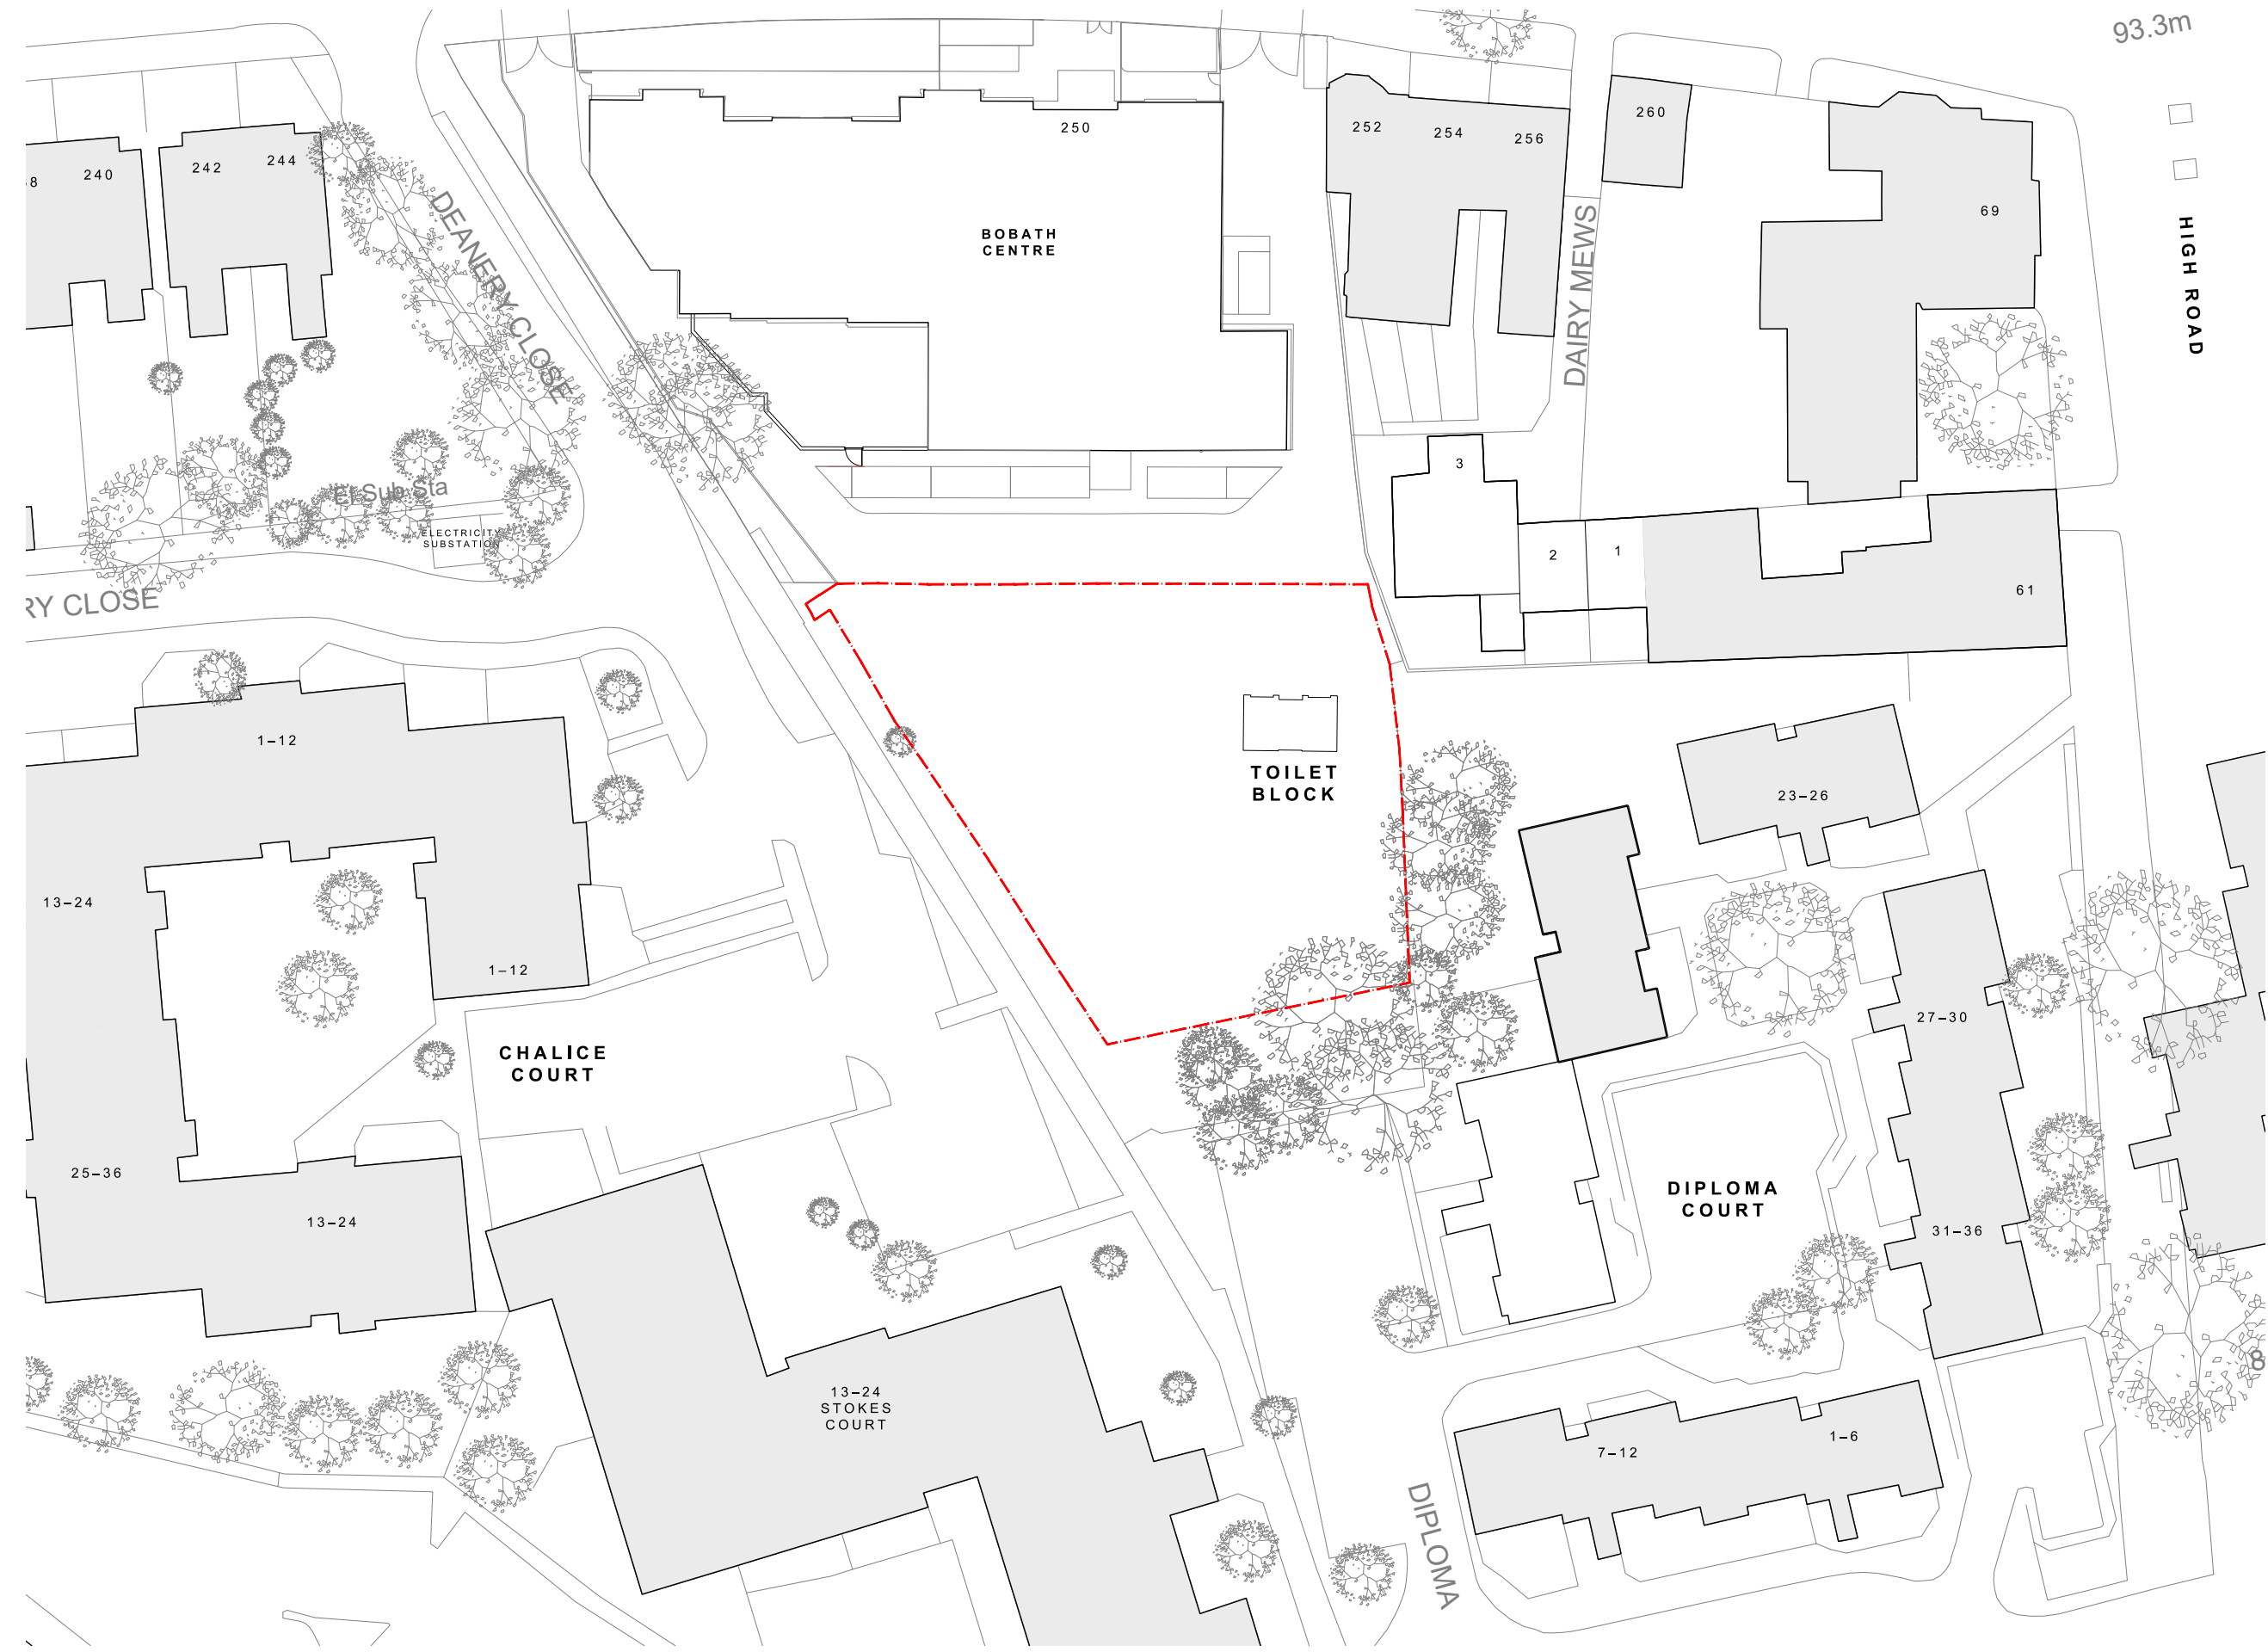 93.3m
250
252
254
256
260
240
242
244
8
69
HIGH ROAD
DEANERY CLOSE
BOBATH
CENTRE
DAIRY MEWS
3
El Sub Sta
ELECTRICITY
SUBSTATION
2
1
61
RY CLOSE
1–12
TOILET
BLOCK
23–26
13–24
1–12
27–30
CHALICE
COURT
25–36
13–24
DIPLOMA
COURT
31–36
8
13–24
STOKES
COURT
7–12
1–6
DIPLOMA